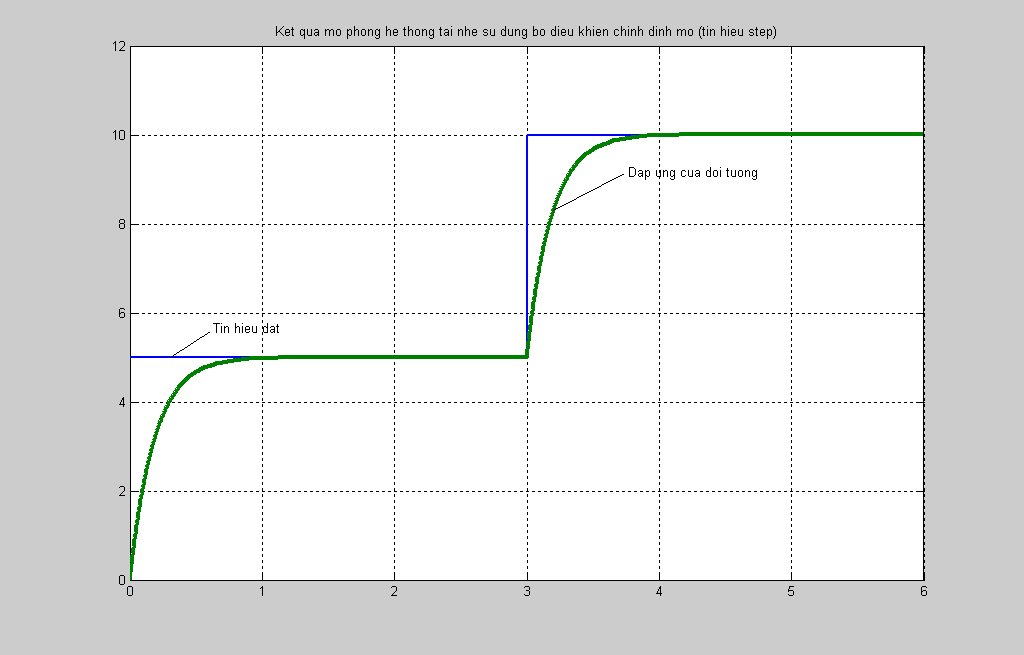 Ket qua mo phong he thong tai nhe su dung bo dieu khien chinh dinh mo (tin hieu step)
12
10
Dap ung cua doi tuong
8
6
Tin hieu dat
4
2
0
0 1 2 3 4 5 6